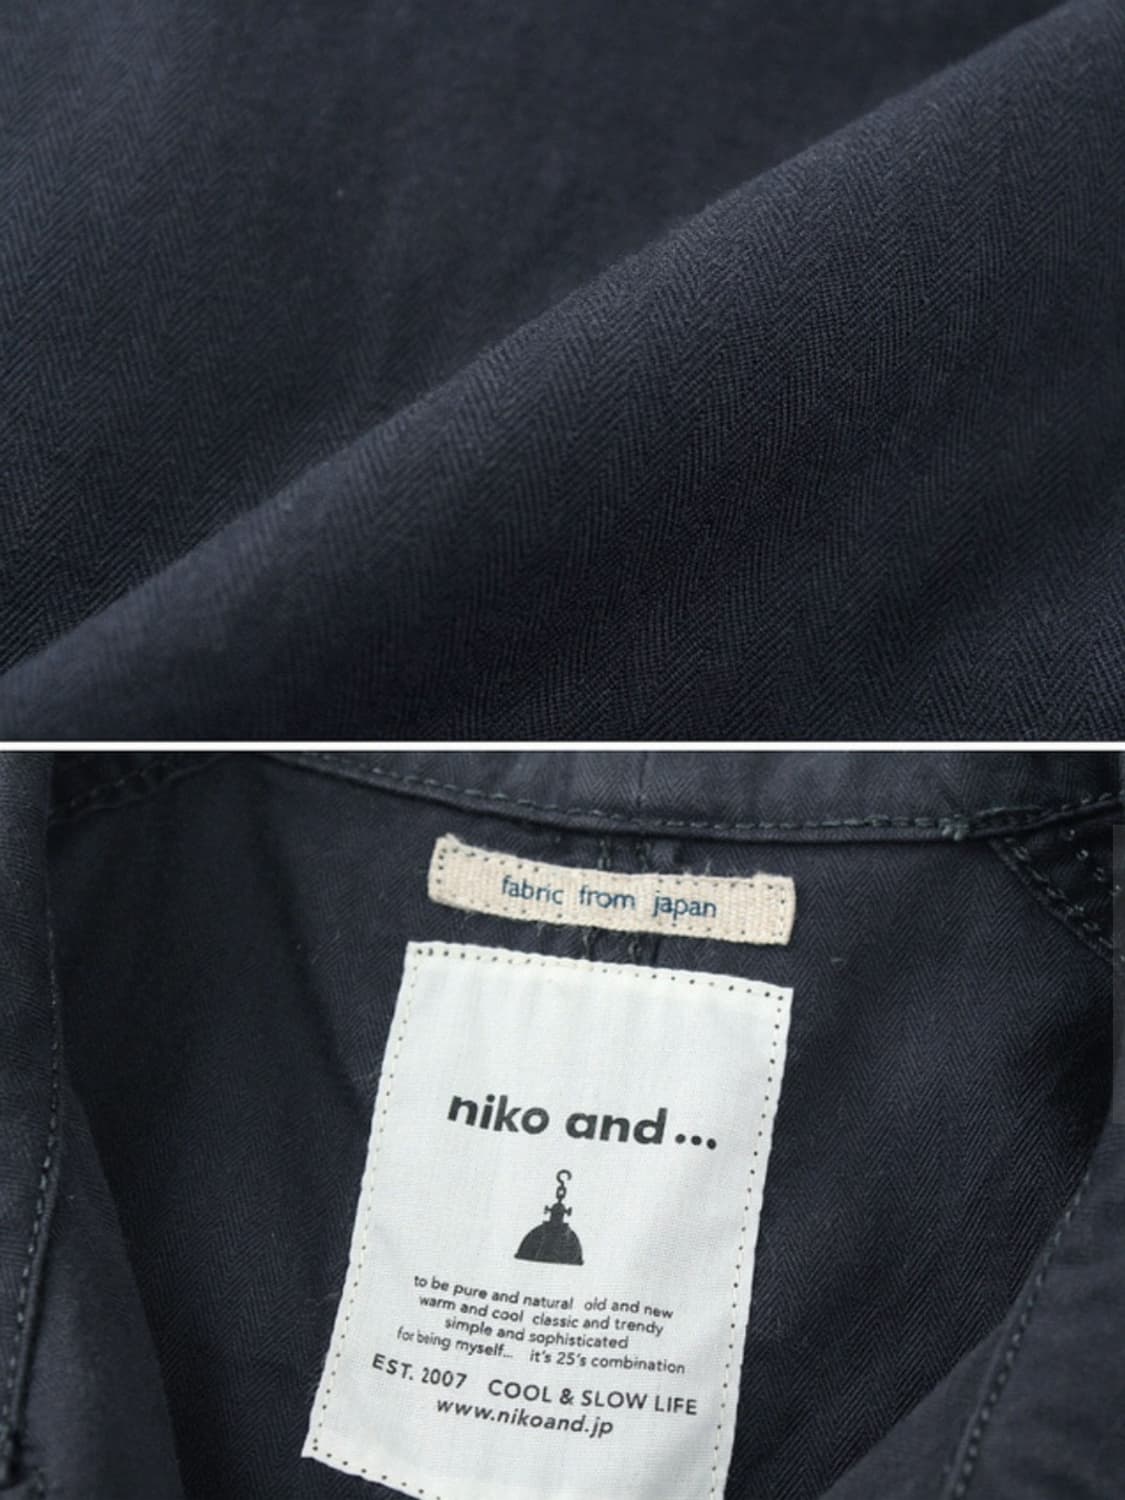 fabric from japan
niko and ...
to be pure and natural old and new
warm and cool classic and trendy
simple and sophisticated
for being myself... it's 25's combination
EST. 2007 COOL & SLOW LIFE
www.nikoand.jp